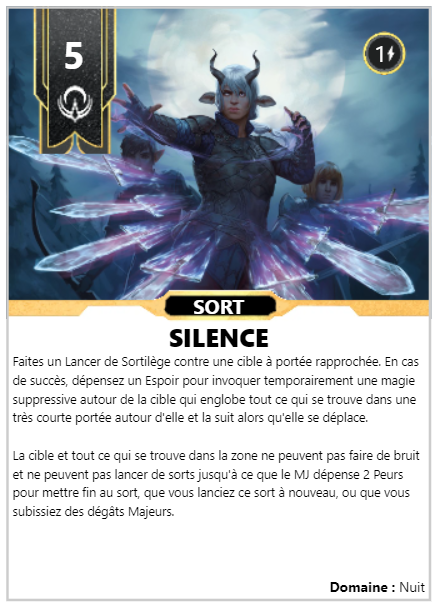 5
1
SORT
SILENCE
Faites un Lancer de Sortilège contre une cible à portée rapprochée. En cas
de succès, dépensez un Espoir pour invoquer temporairement une magie
suppressive autour de la cible qui englobe tout ce qui se trouve dans une
très courte portée autour d'elle et la suit alors qu'elle se déplace.
La cible et tout ce qui se trouve dans la zone ne peuvent pas faire de bruit
et ne peuvent pas lancer de sorts jusqu'à ce que le MJ dépense 2 Peurs
pour mettre fin au sort, que vous lanciez ce sort à nouveau, ou que vous
subissiez des dégâts Majeurs.
Domaine : Nuit